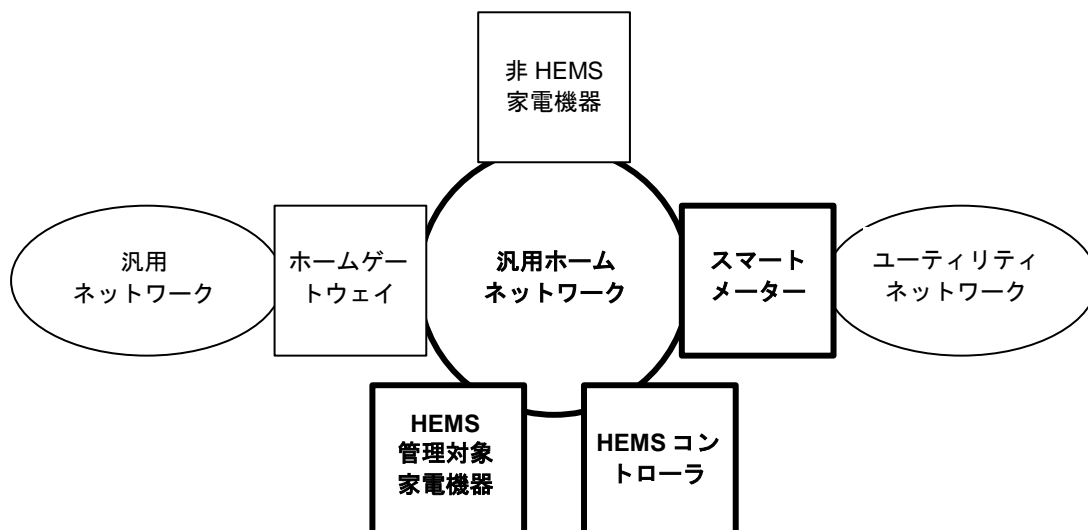 非 HEMS
家電機器
汎用
ネットワーク
ホームゲー
トウェイ
汎用ホーム
ネットワーク
スマート
メーター
ユーティリティ
ネットワーク
HEMS
管理対象
家電機器
HEMS コン
トローラ